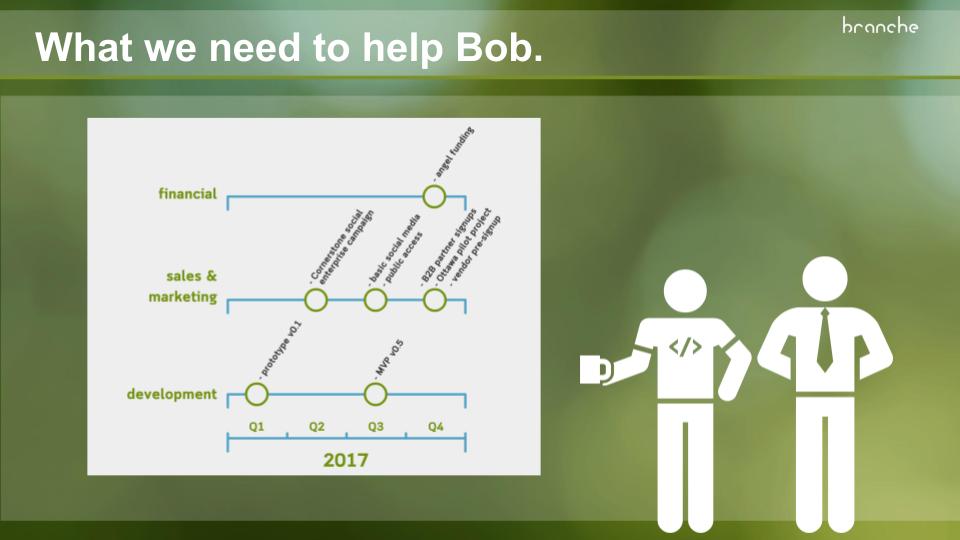 What we need to help Bob.
branche
financial
- angel funding
sales &
marketing
- Cornerstone social
enterprise campaign
- basic social media
- public access
- B2B partner signups
- Ottawa pilot project
- vendor pre-signup
development
- prototype v0.1
- MVP v0.5
Q1 Q2 Q3 Q4
2017
</>